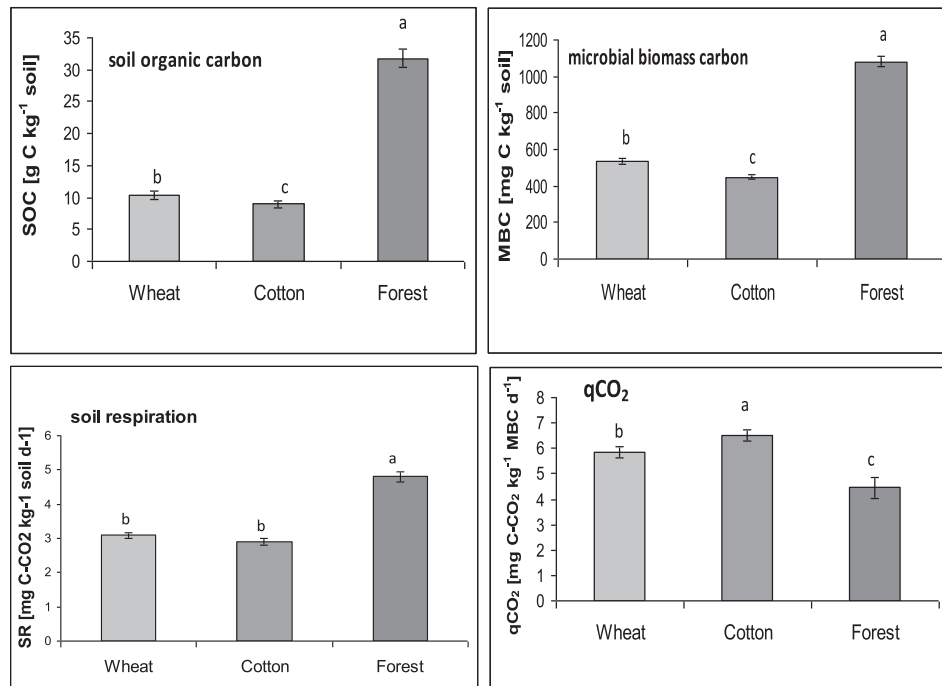 soil organic carbon
SOC [g C kg⁻¹ soil]
35
30
25
20
15
10
5
0
b
c
a
Wheat Cotton Forest
microbial biomass carbon
MBC [mg C kg⁻¹ soil]
1200
1000
800
600
400
200
0
b
c
a
Wheat Cotton Forest
soil respiration
SR [mg C-CO2 kg-1 soil d-1]
6
5
4
3
2
1
0
b
b
a
Wheat Cotton Forest
qCO₂
qCO₂ [mg C-CO₂ kg⁻¹ MBC d⁻¹]
8
7
6
5
4
3
2
1
0
b
a
c
Wheat Cotton Forest